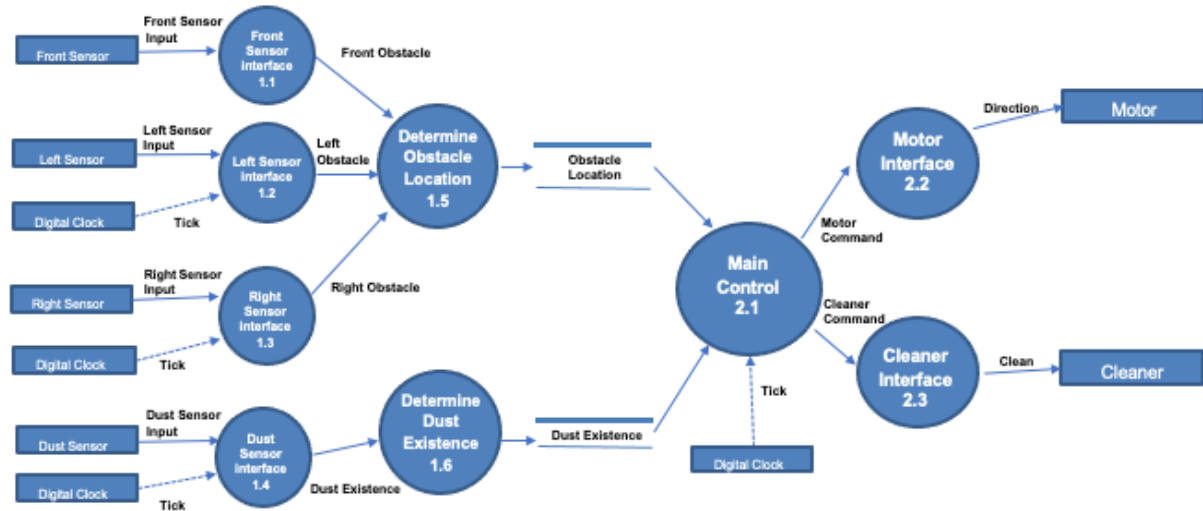 Front Sensor
Front Sensor
Input
Front
Sensor
interface
1.1
Front Obstacle
Left Sensor
Left Sensor
Input
Left Sensor
interface
1.2
Left
Obstacle
Digital Clock
Tick
Determine
Obstacle
Location
1.5
Obstacle
Location
Right Sensor
Right Sensor
Input
Right
Sensor
interface
1.3
Right Obstacle
Digital Clock
Tick
Dust Sensor
Dust Sensor
Input
Dust
Sensor
interface
1.4
Dust Existence
Digital Clock
Tick
Determine
Dust
Existence
1.6
Dust Existence
Main
Control
2.1
Tick
Digital Clock
Motor
Command
Motor
Interface
2.2
Direction
Motor
Cleaner
Command
Cleaner
Interface
2.3
Clean
Cleaner